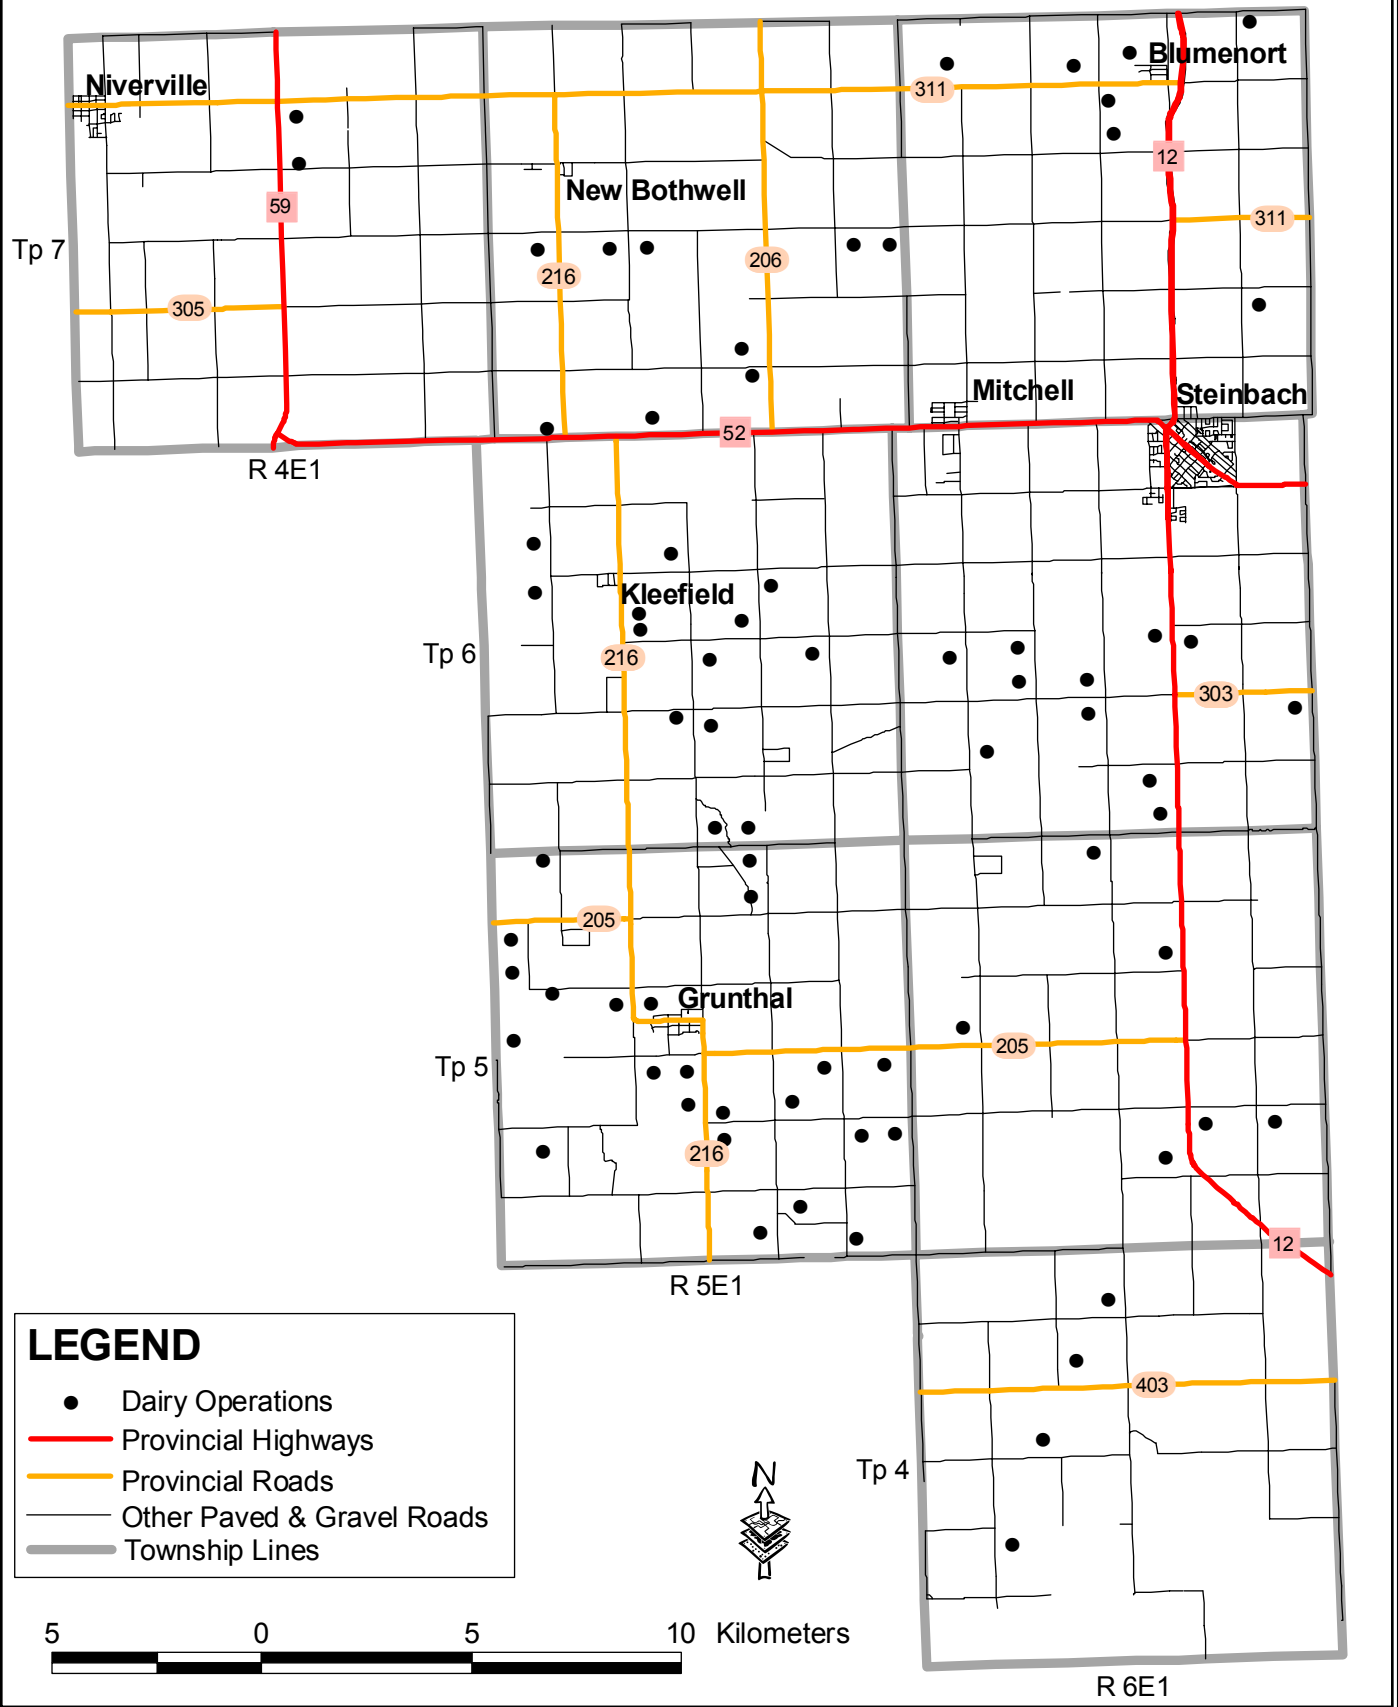 Blumenort
Niverville
311
12
New Bothwell
59
311
Tp 7
216
206
305
Mitchell
Steinbach
52
R 4E1
Kleefield
Tp 6
216
303
205
Grunthal
205
Tp 5
216
12
R 5E1
LEGEND
Dairy Operations
Provincial Highways
Provincial Roads
Other Paved & Gravel Roads
Township Lines
403
N
Tp 4
5 0 5 10 Kilometers
R 6E1